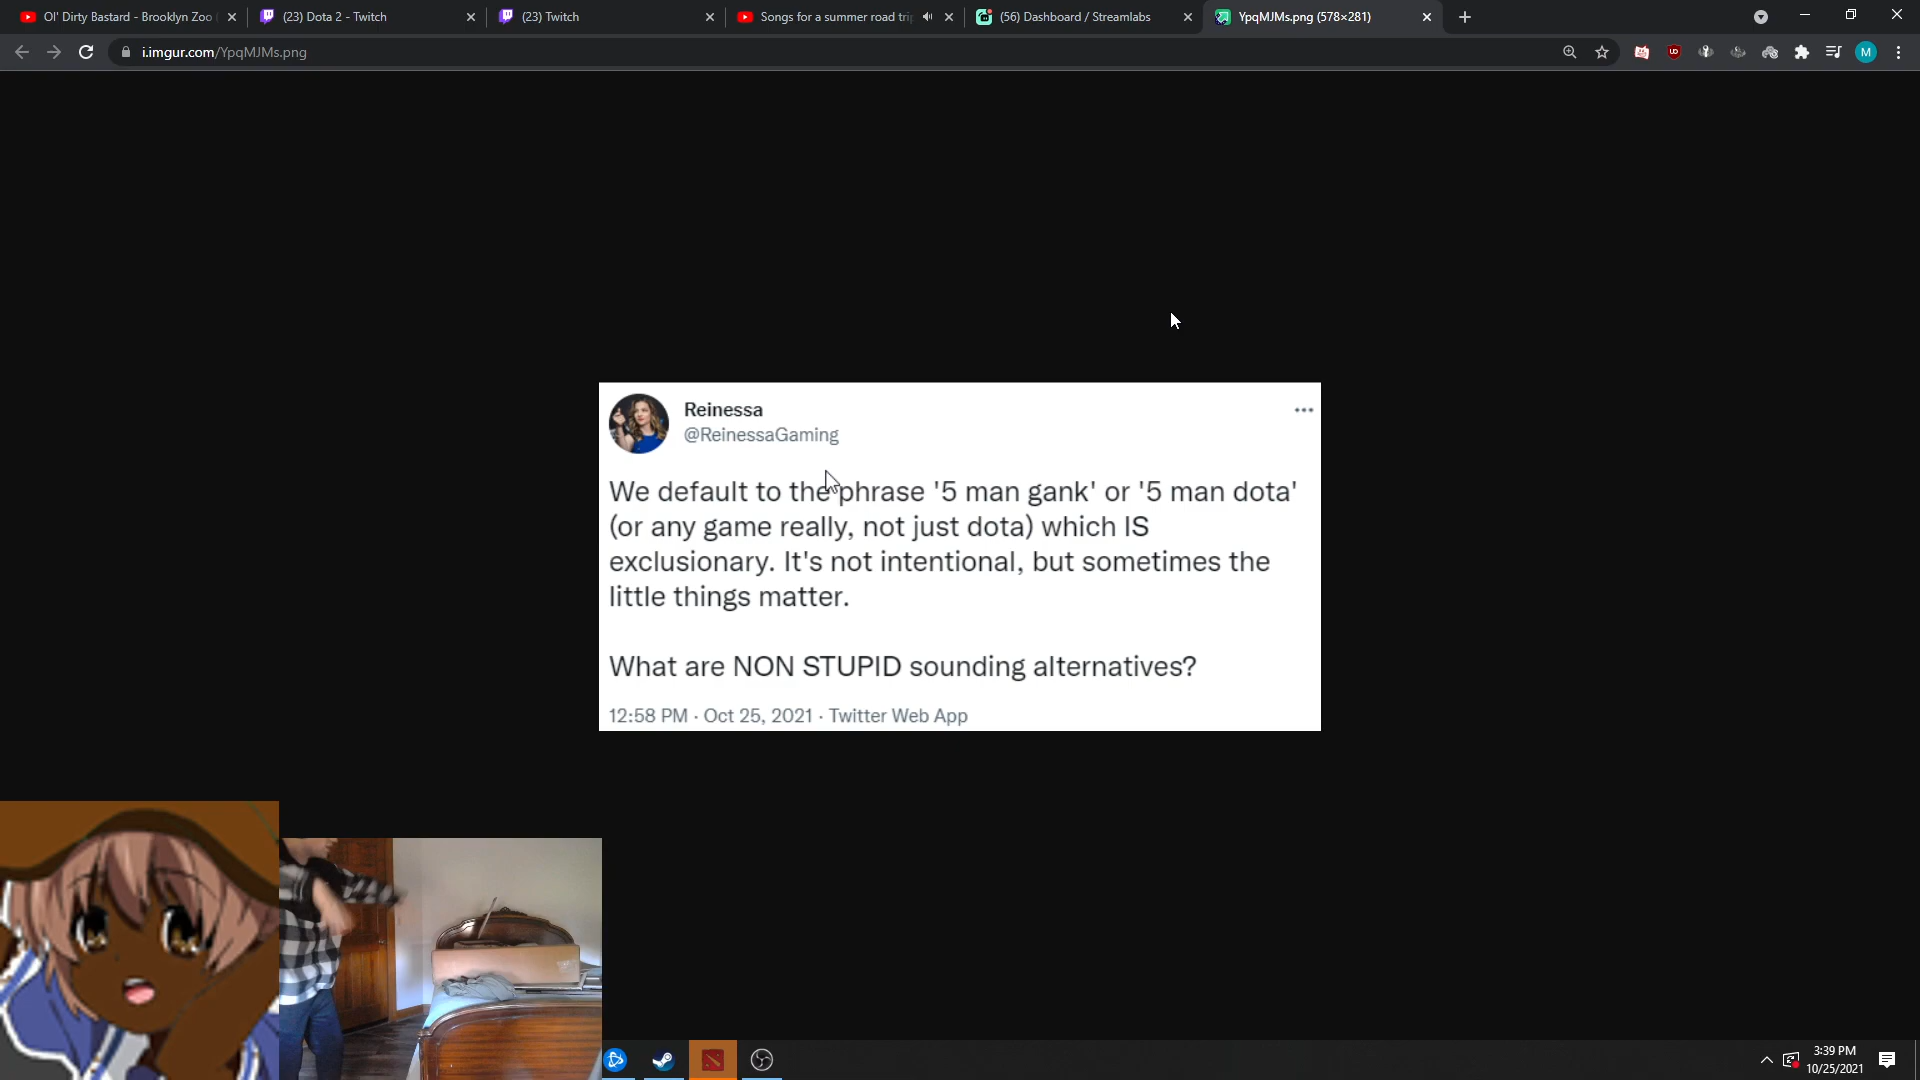 Ol' Dirty Bastard - Brooklyn Zoo
(23) Dota 2 - Twitch
(23) Twitch
Songs for a summer road trip
(56) Dashboard / Streamlabs
YpqMJMs.png (578×281)
i.imgur.com/YpqMJMs.png
M
Reinessa
@ReinessaGaming
We default to the phrase '5 man gank' or '5 man dota'
(or any game really, not just dota) which IS
exclusionary. It's not intentional, but sometimes the
little things matter.
What are NON STUPID sounding alternatives?
12:58 PM · Oct 25, 2021 · Twitter Web App
3:39 PM
10/25/2021